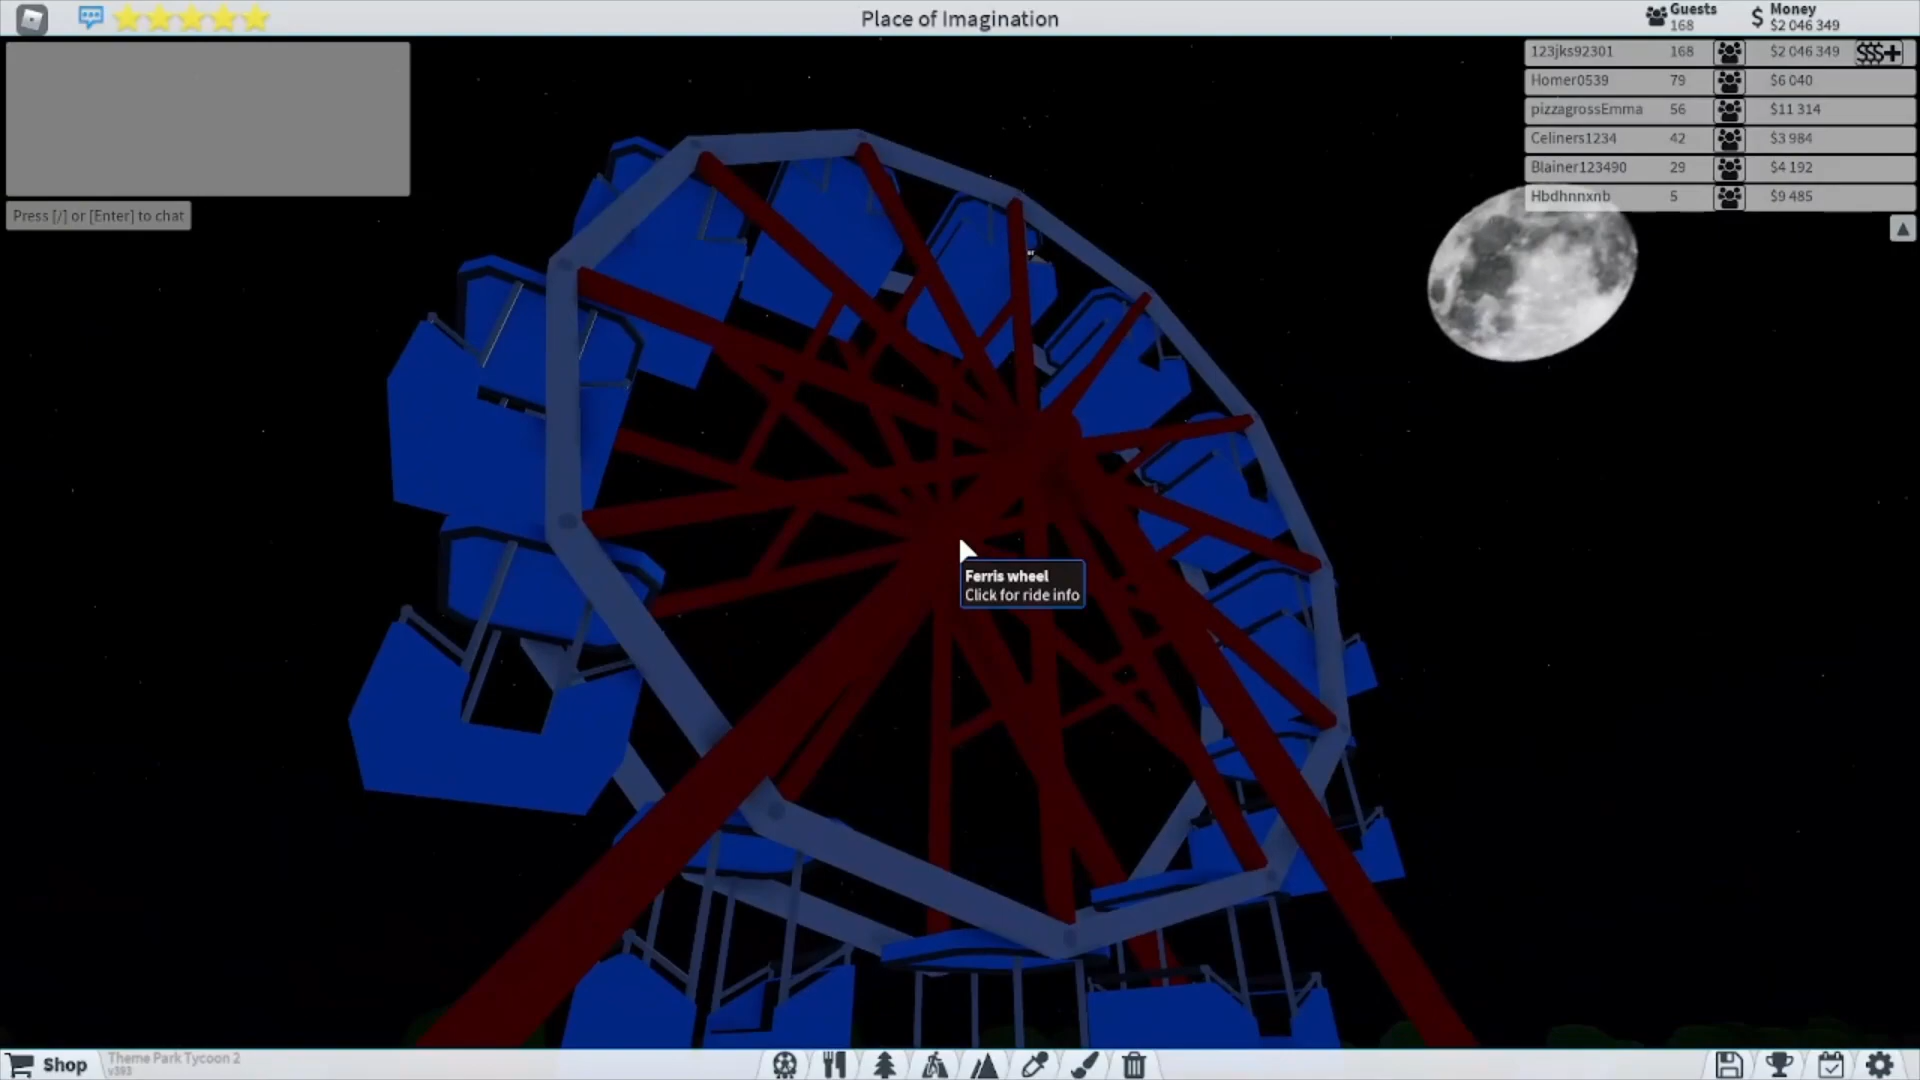 Place of Imagination
Guests
168
$ Money
$2 046 349
123jks92301 168 $2 046 349 $$$+
Homer0539 79 $6 040
pizzagrossEmma 56 $11 314
Celiners1234 42 $3 984
Blainer123490 29 $4 192
Hbdhnnxnb 5 $9 485
Press [/] or [Enter] to chat
Ferris wheel
Click for ride info
Shop
Theme Park Tycoon 2
v393